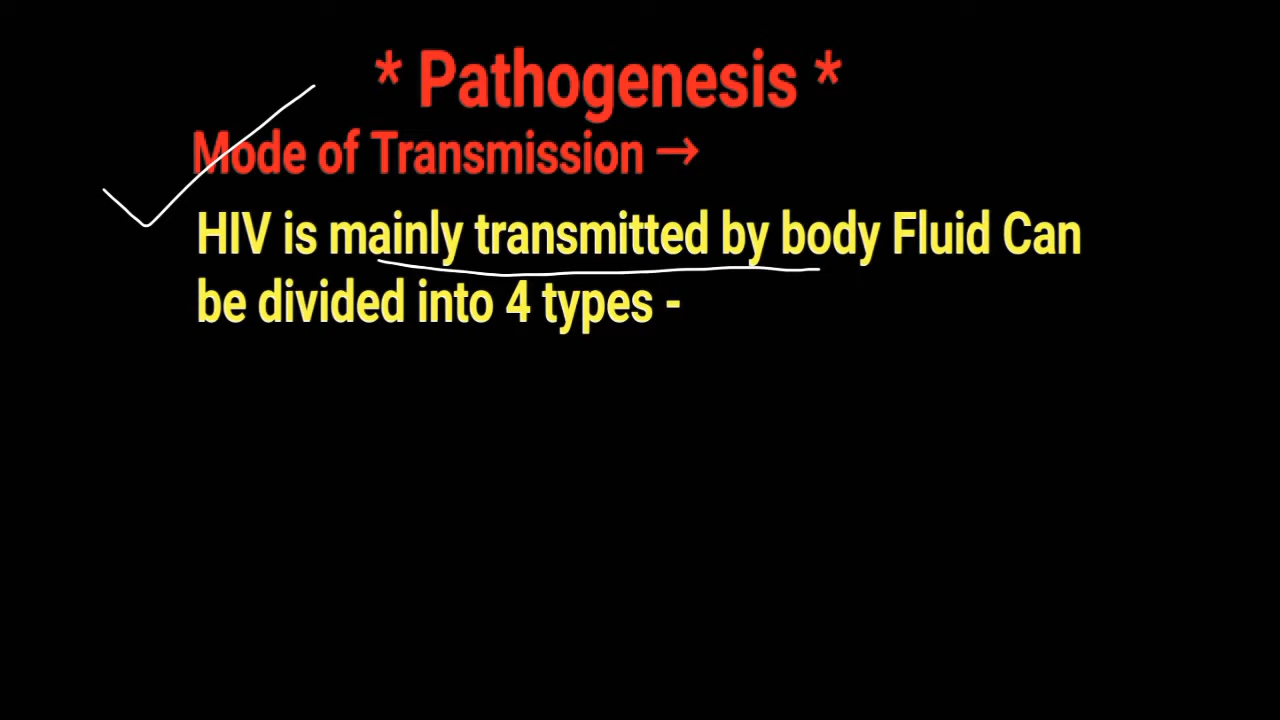 * Pathogenesis *
Mode of Transmission →
HIV is mainly transmitted by body Fluid Can
be divided into 4 types -